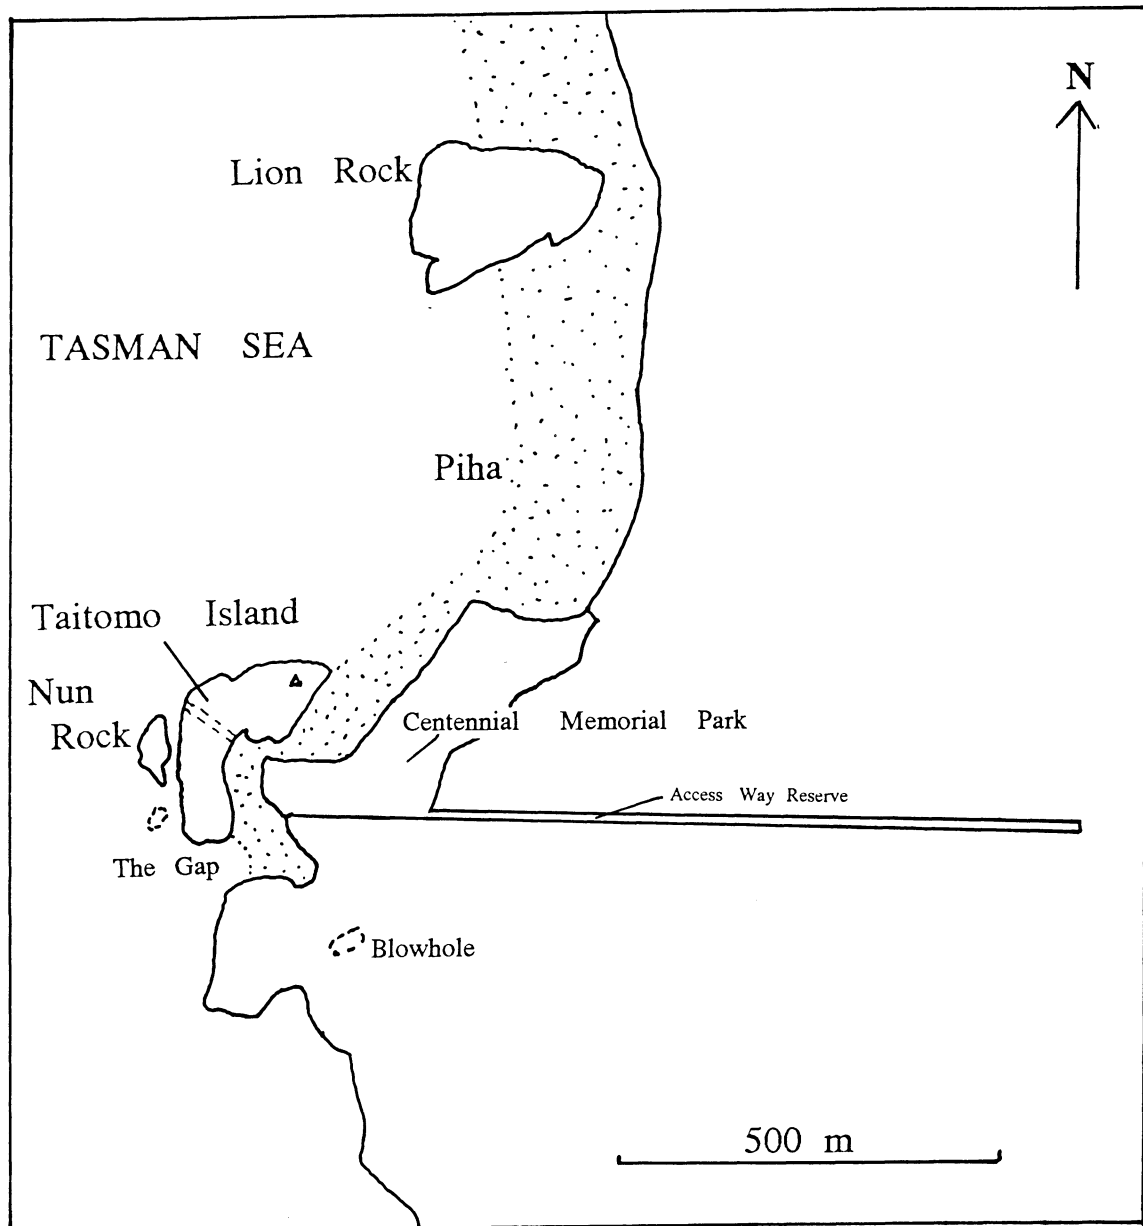 N
Lion Rock
TASMAN SEA
Piha
Taitomo Island
Nun
Rock
Centennial Memorial Park
Access Way Reserve
The Gap
Blowhole
500 m